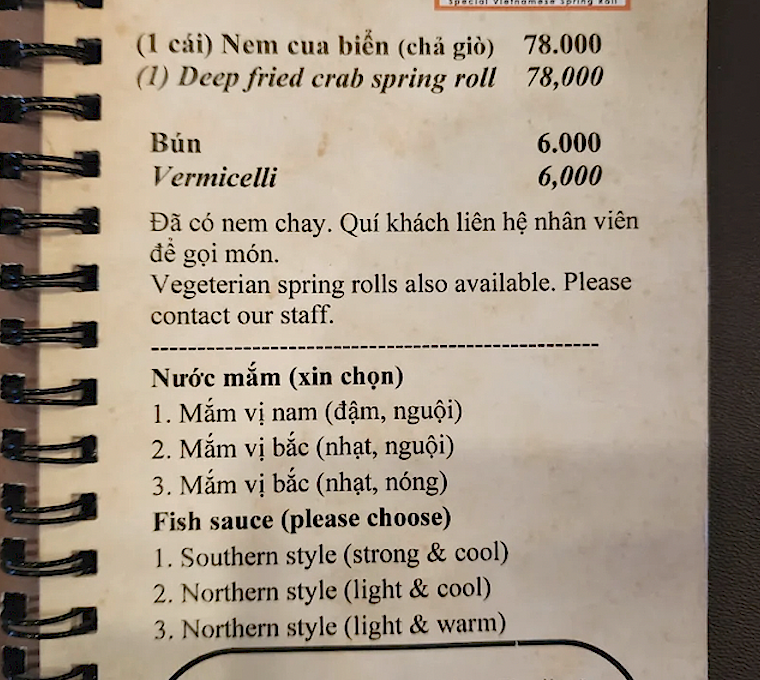 Special Vietnamese Spring Roll
(1 cái) Nem cua biển (chả giò) 78.000
(1) Deep fried crab spring roll 78,000
Bún 6.000
Vermicelli 6,000
Đã có nem chay. Quí khách liên hệ nhân viên
để gọi món.
Vegeterian spring rolls also available. Please
contact our staff.
--------------------------------------------------
Nước mắm (xin chọn)
1. Mắm vị nam (đậm, nguội)
2. Mắm vị bắc (nhạt, nguội)
3. Mắm vị bắc (nhạt, nóng)
Fish sauce (please choose)
1. Southern style (strong & cool)
2. Northern style (light & cool)
3. Northern style (light & warm)